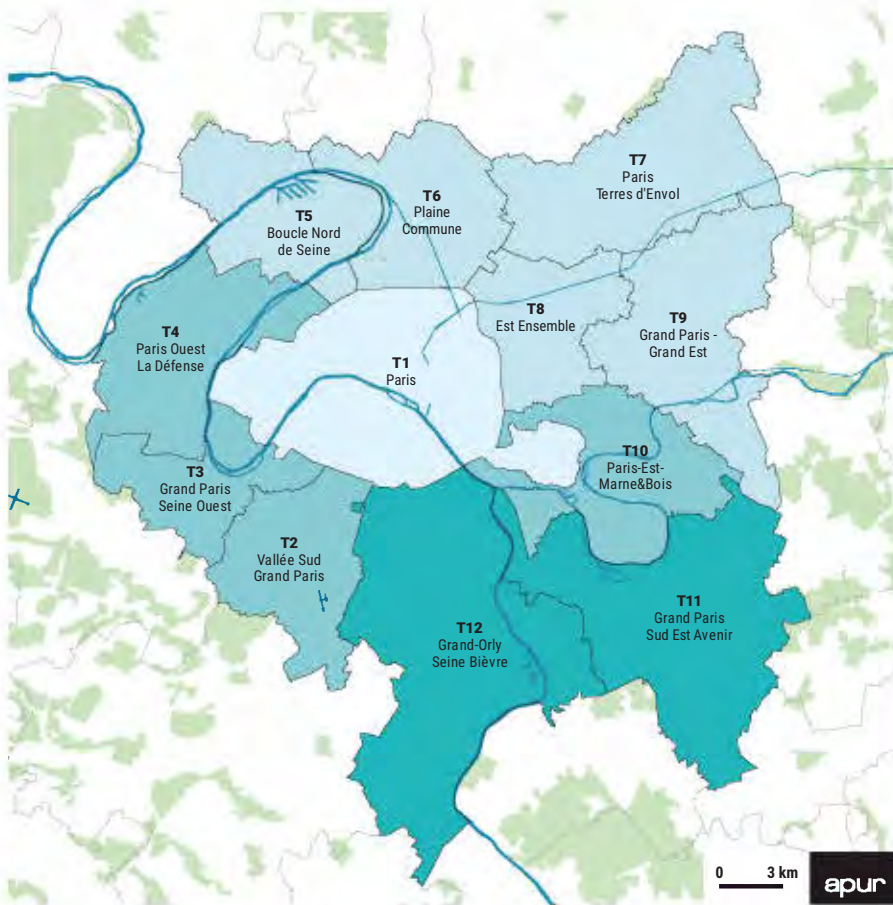 T7
Paris
Terres d'Envol
T6
Plaine
Commune
T5
Boucle Nord
de Seine
T8
Est Ensemble
T9
Grand Paris -
Grand Est
T4
Paris Ouest
La Défense
T1
Paris
T10
Paris-Est-
Marne&Bois
T3
Grand Paris
Seine Ouest
T2
Vallée Sud
Grand Paris
T11
Grand Paris
Sud Est Avenir
T12
Grand-Orly
Seine Bièvre
0 3 km
apur